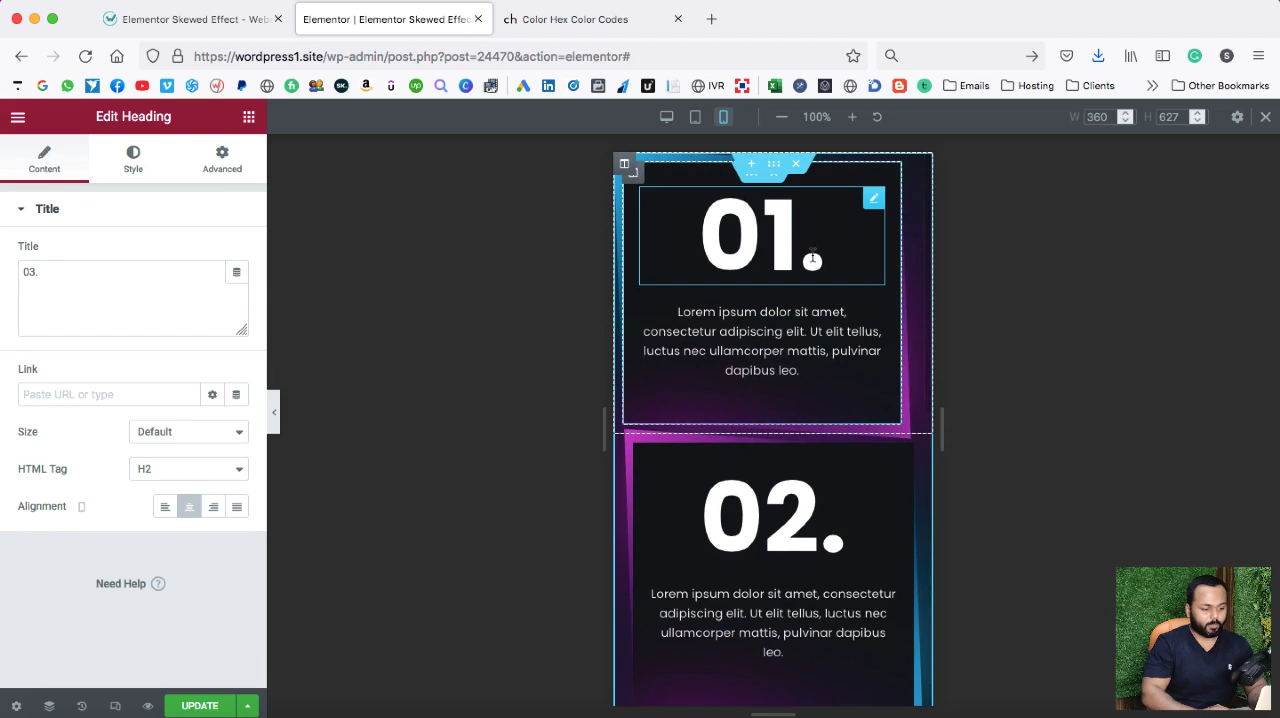 Elementor Skewed Effect - Webs
Elementor | Elementor Skewed Effec
ch Color Hex Color Codes
https://wordpress1.site/wp-admin/post.php?post=24470&action=elementor#
IVR
Emails
Hosting
Clients
Other Bookmarks
Edit Heading
100%
W 360
H 627
Content
Style
Advanced
Title
Title
03.
Link
Paste URL or type
Size
Default
HTML Tag
H2
Alignment
Need Help ?
UPDATE
01.
Lorem ipsum dolor sit amet,
consectetur adipiscing elit. Ut elit tellus,
luctus nec ullamcorper mattis, pulvinar
dapibus leo.
02.
Lorem ipsum dolor sit amet, consectetur
adipiscing elit. Ut elit tellus, luctus nec
ullamcorper mattis, pulvinar dapibus
leo.